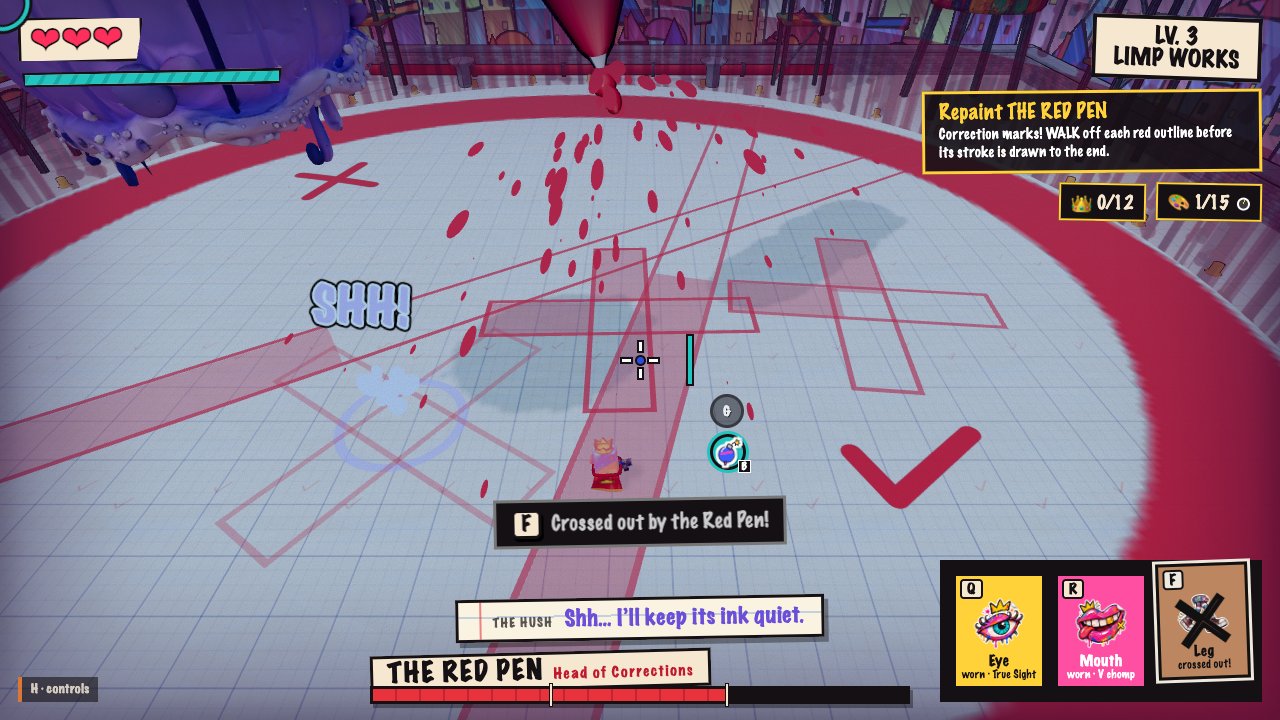 LV. 3
LIMP WORKS
Repaint THE RED PEN
Correction marks! WALK off each red outline before
its stroke is drawn to the end.
0/12
1/15
SHH!
G
B
F Crossed out by the Red Pen!
THE HUSH Shh... I'll keep its ink quiet.
THE RED PEN Head of Corrections
H · controls
Q
Eye
worn · True Sight
R
Mouth
worn · V chomp
F
Leg
crossed out!